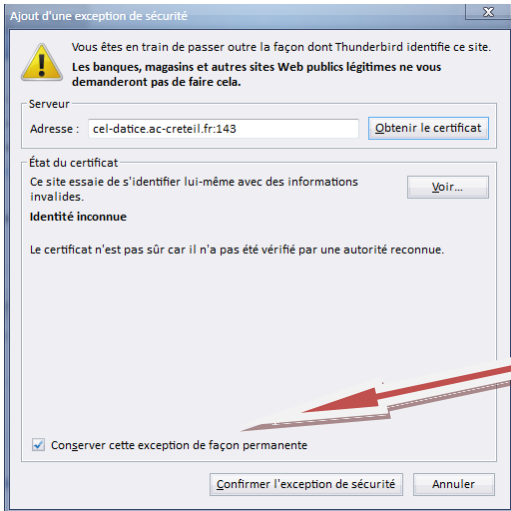 Ajout d'une exception de sécurité
Vous êtes en train de passer outre la façon dont Thunderbird identifie ce site.
Les banques, magasins et autres sites Web publics légitimes ne vous
demanderont pas de faire cela.
Serveur
Adresse : cel-datice.ac-creteil.fr:143 Obtenir le certificat
État du certificat
Ce site essaie de s'identifier lui-même avec des informations
invalides.
Voir...
Identité inconnue
Le certificat n'est pas sûr car il n'a pas été vérifié par une autorité reconnue.
Conserver cette exception de façon permanente
Confirmer l'exception de sécurité Annuler